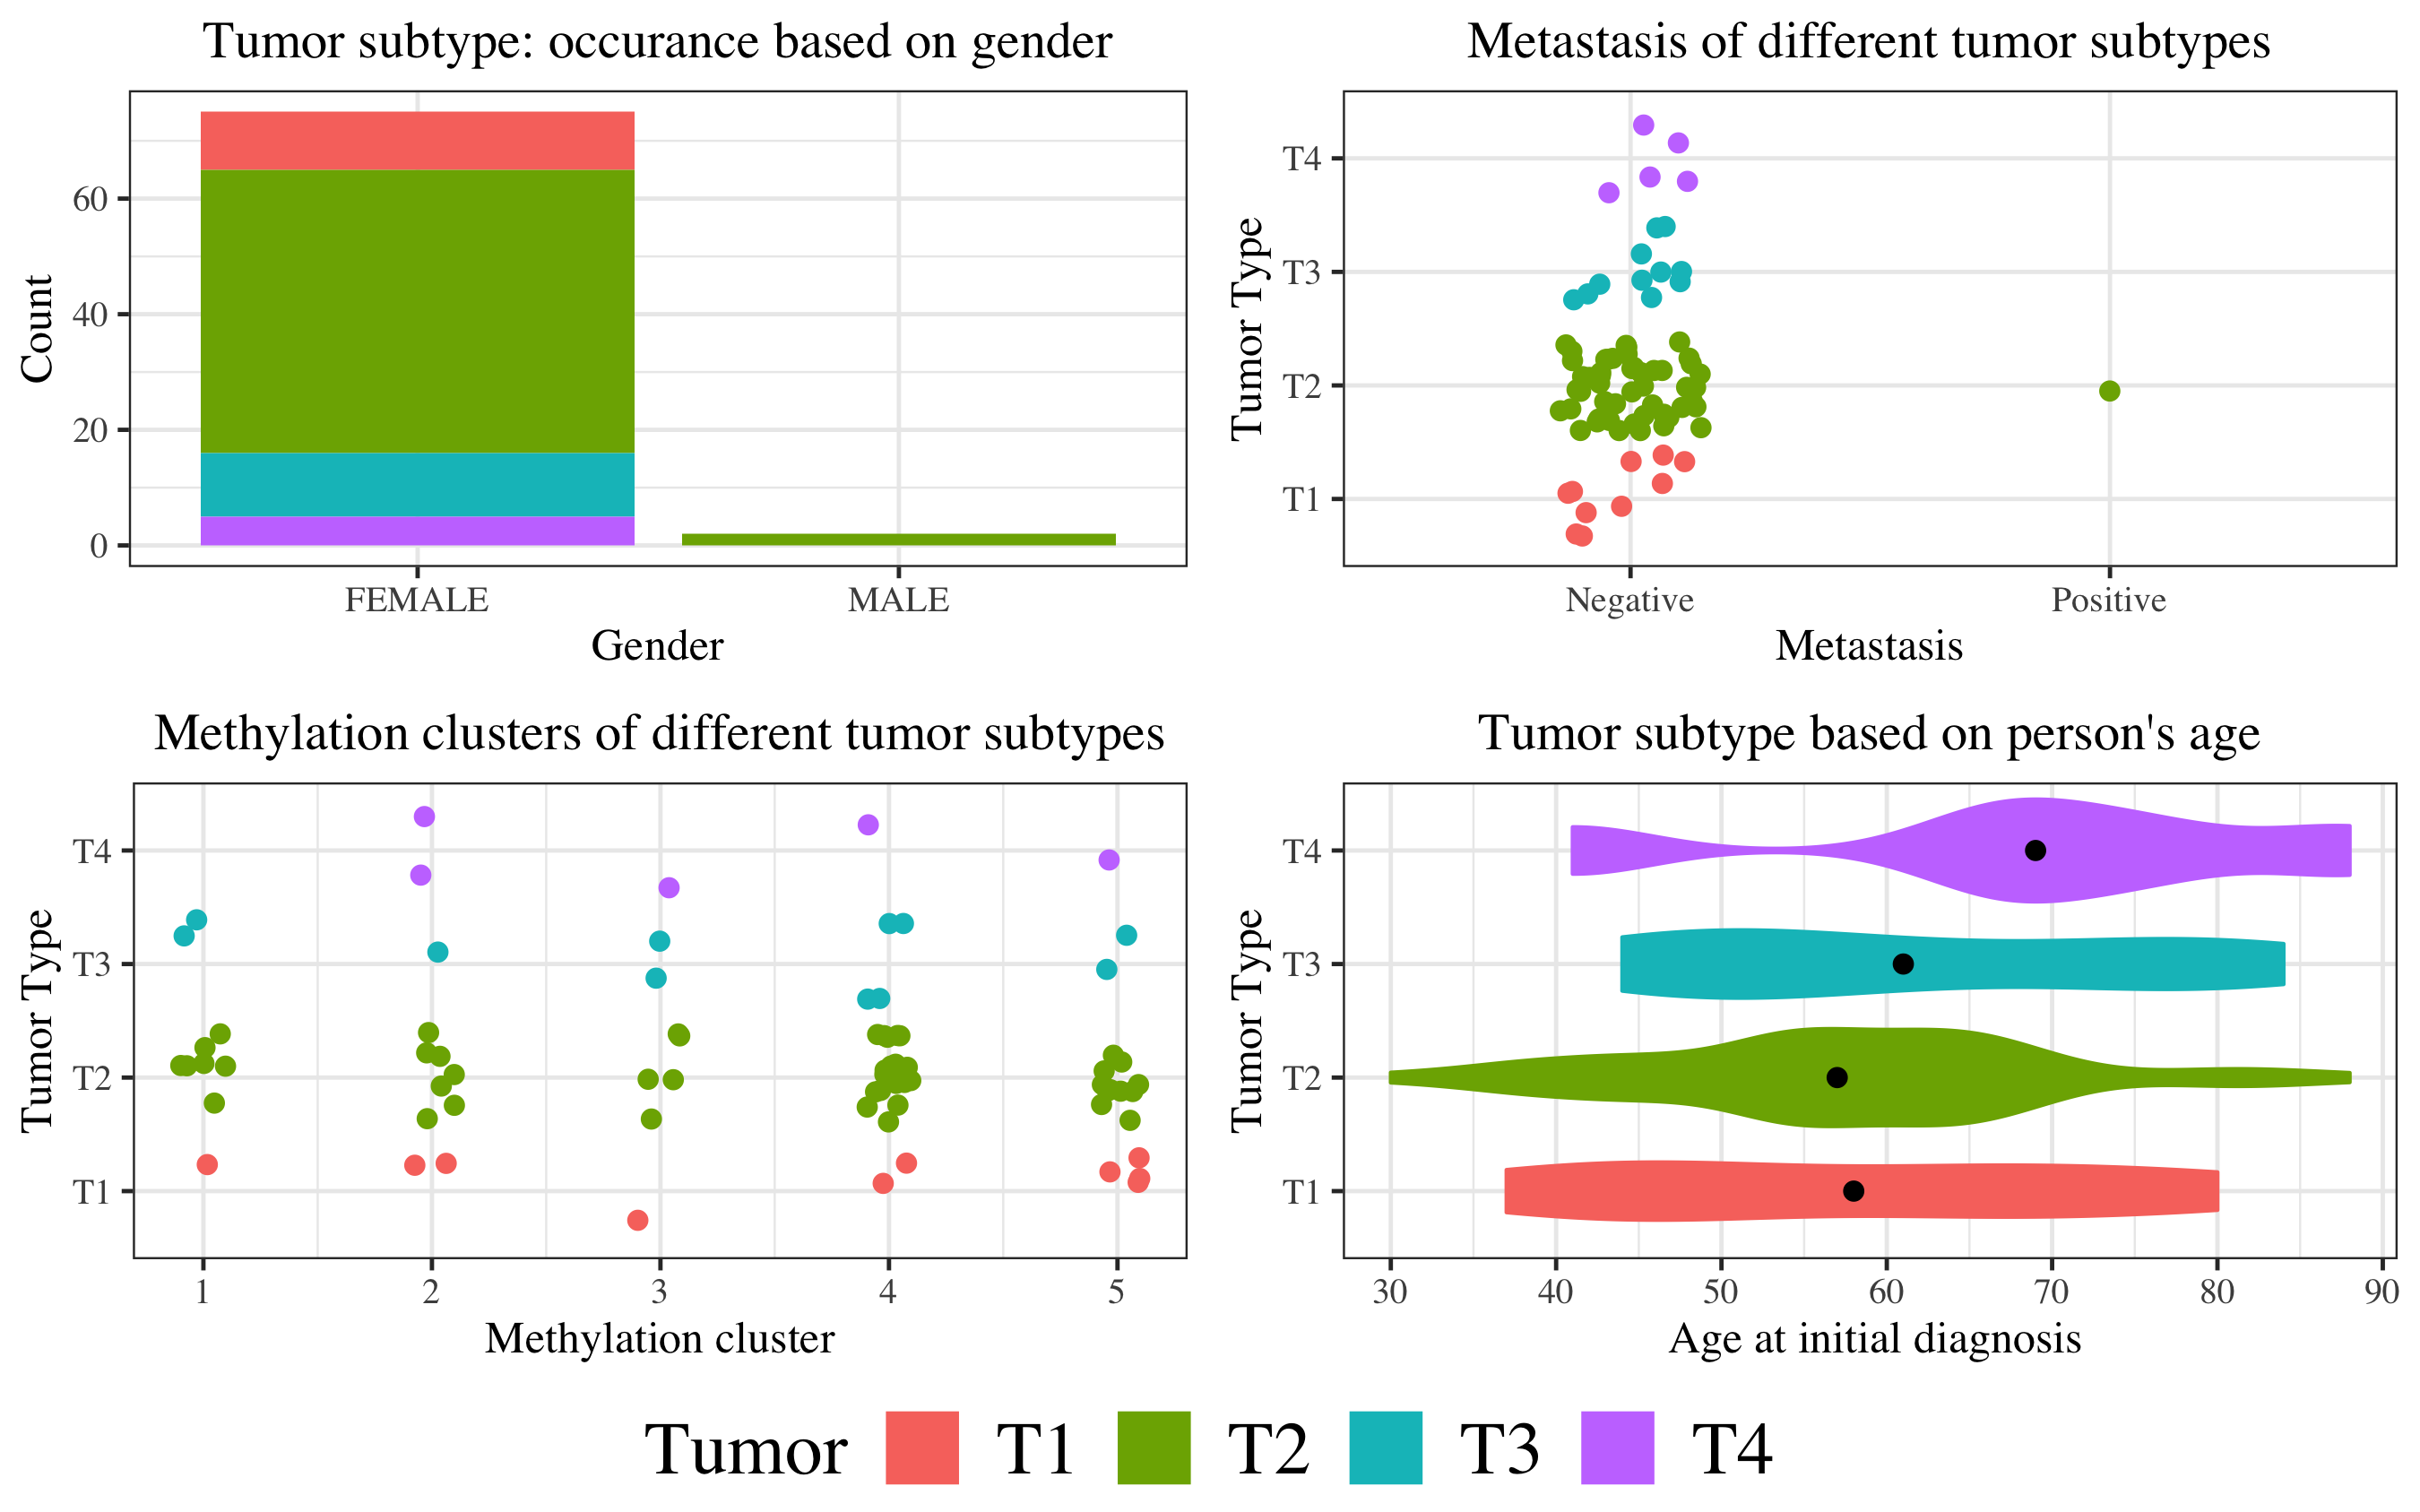 Tumor subtype: occurance based on gender
Count
60
40
20
0
FEMALE MALE
Gender
Metastasis of different tumor subtypes
Tumor Type
T4
T3
T2
T1
Negative Positive
Metastasis
Methylation clusters of different tumor subtypes
Tumor Type
T4
T3
T2
T1
1 2 3 4 5
Methylation cluster
Tumor subtype based on person's age
Tumor Type
T4
T3
T2
T1
30 40 50 60 70 80 90
Age at initial diagnosis
Tumor T1 T2 T3 T4